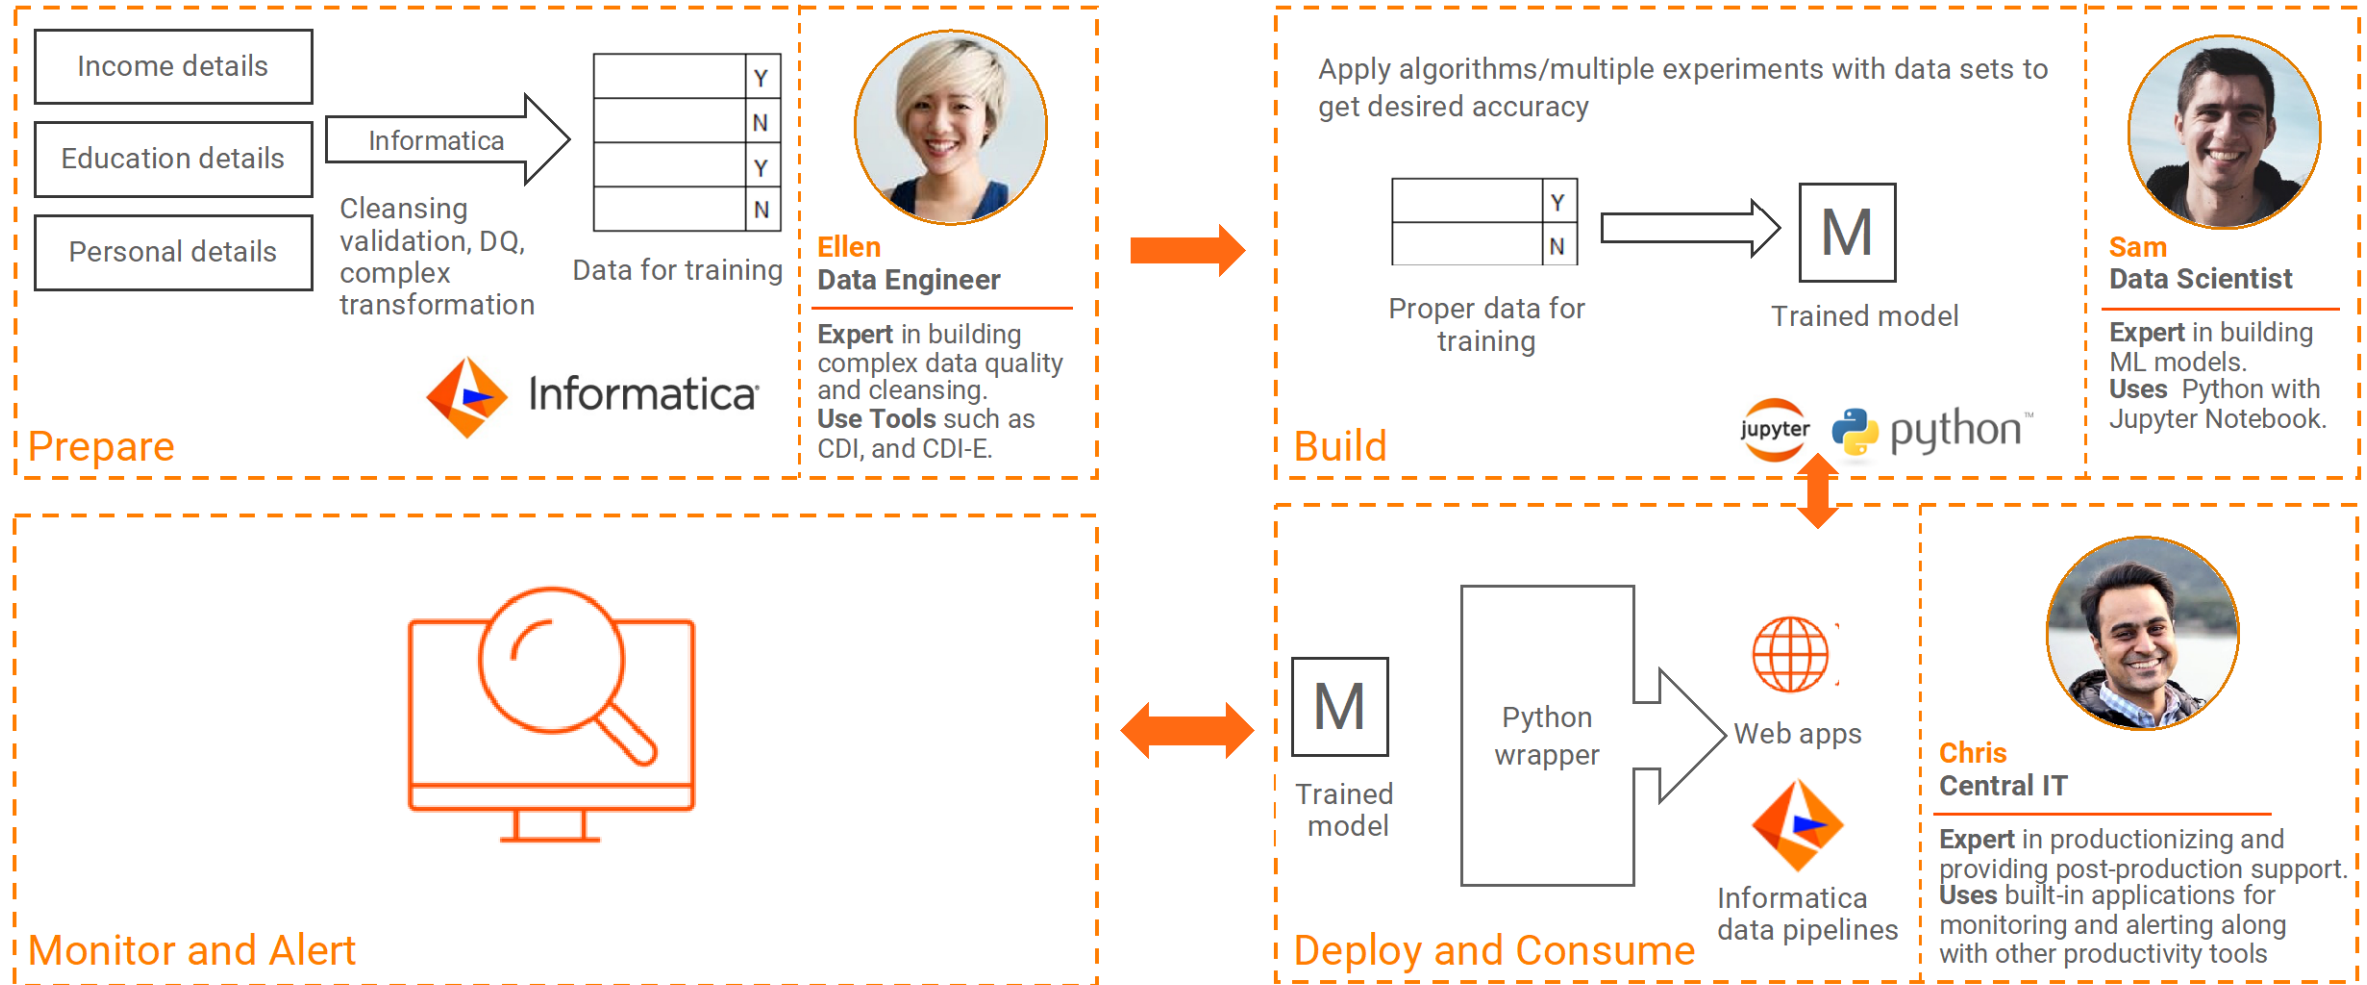 Income details
Education details
Personal details
Informatica
Cleansing
validation, DQ,
complex
transformation
Y
N
Y
N
Data for training
Informatica
Prepare
Ellen
Data Engineer
Expert in building
complex data quality
and cleansing.
Use Tools such as
CDI, and CDI-E.
Apply algorithms/multiple experiments with data sets to
get desired accuracy
Y
N
Proper data for
training
M
Trained model
jupyter
python™
Build
Sam
Data Scientist
Expert in building
ML models.
Uses Python with
Jupyter Notebook.
Monitor and Alert
M
Trained
model
Python
wrapper
Web apps
Informatica
data pipelines
Deploy and Consume
Chris
Central IT
Expert in productionizing and
providing post-production support.
Uses built-in applications for
monitoring and alerting along
with other productivity tools